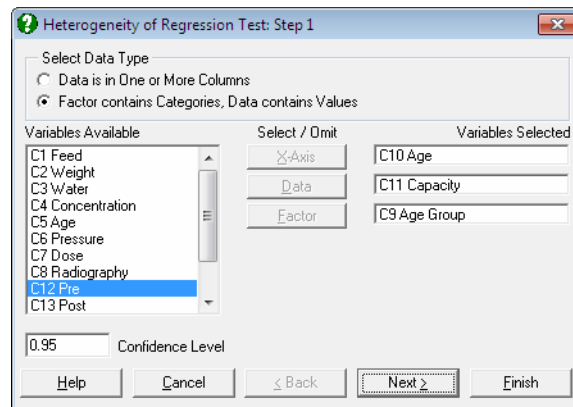 Heterogeneity of Regression Test: Step 1
Select Data Type
Data is in One or More Columns
Factor contains Categories, Data contains Values
Variables Available Select / Omit Variables Selected
C1 Feed
C2 Weight
C3 Water
C4 Concentration
C5 Age
C6 Pressure
C7 Dose
C8 Radiography
C12 Pre
C13 Post
X-Axis
Data
Factor
C10 Age
C11 Capacity
C9 Age Group
0.95 Confidence Level
Help Cancel < Back Next > Finish